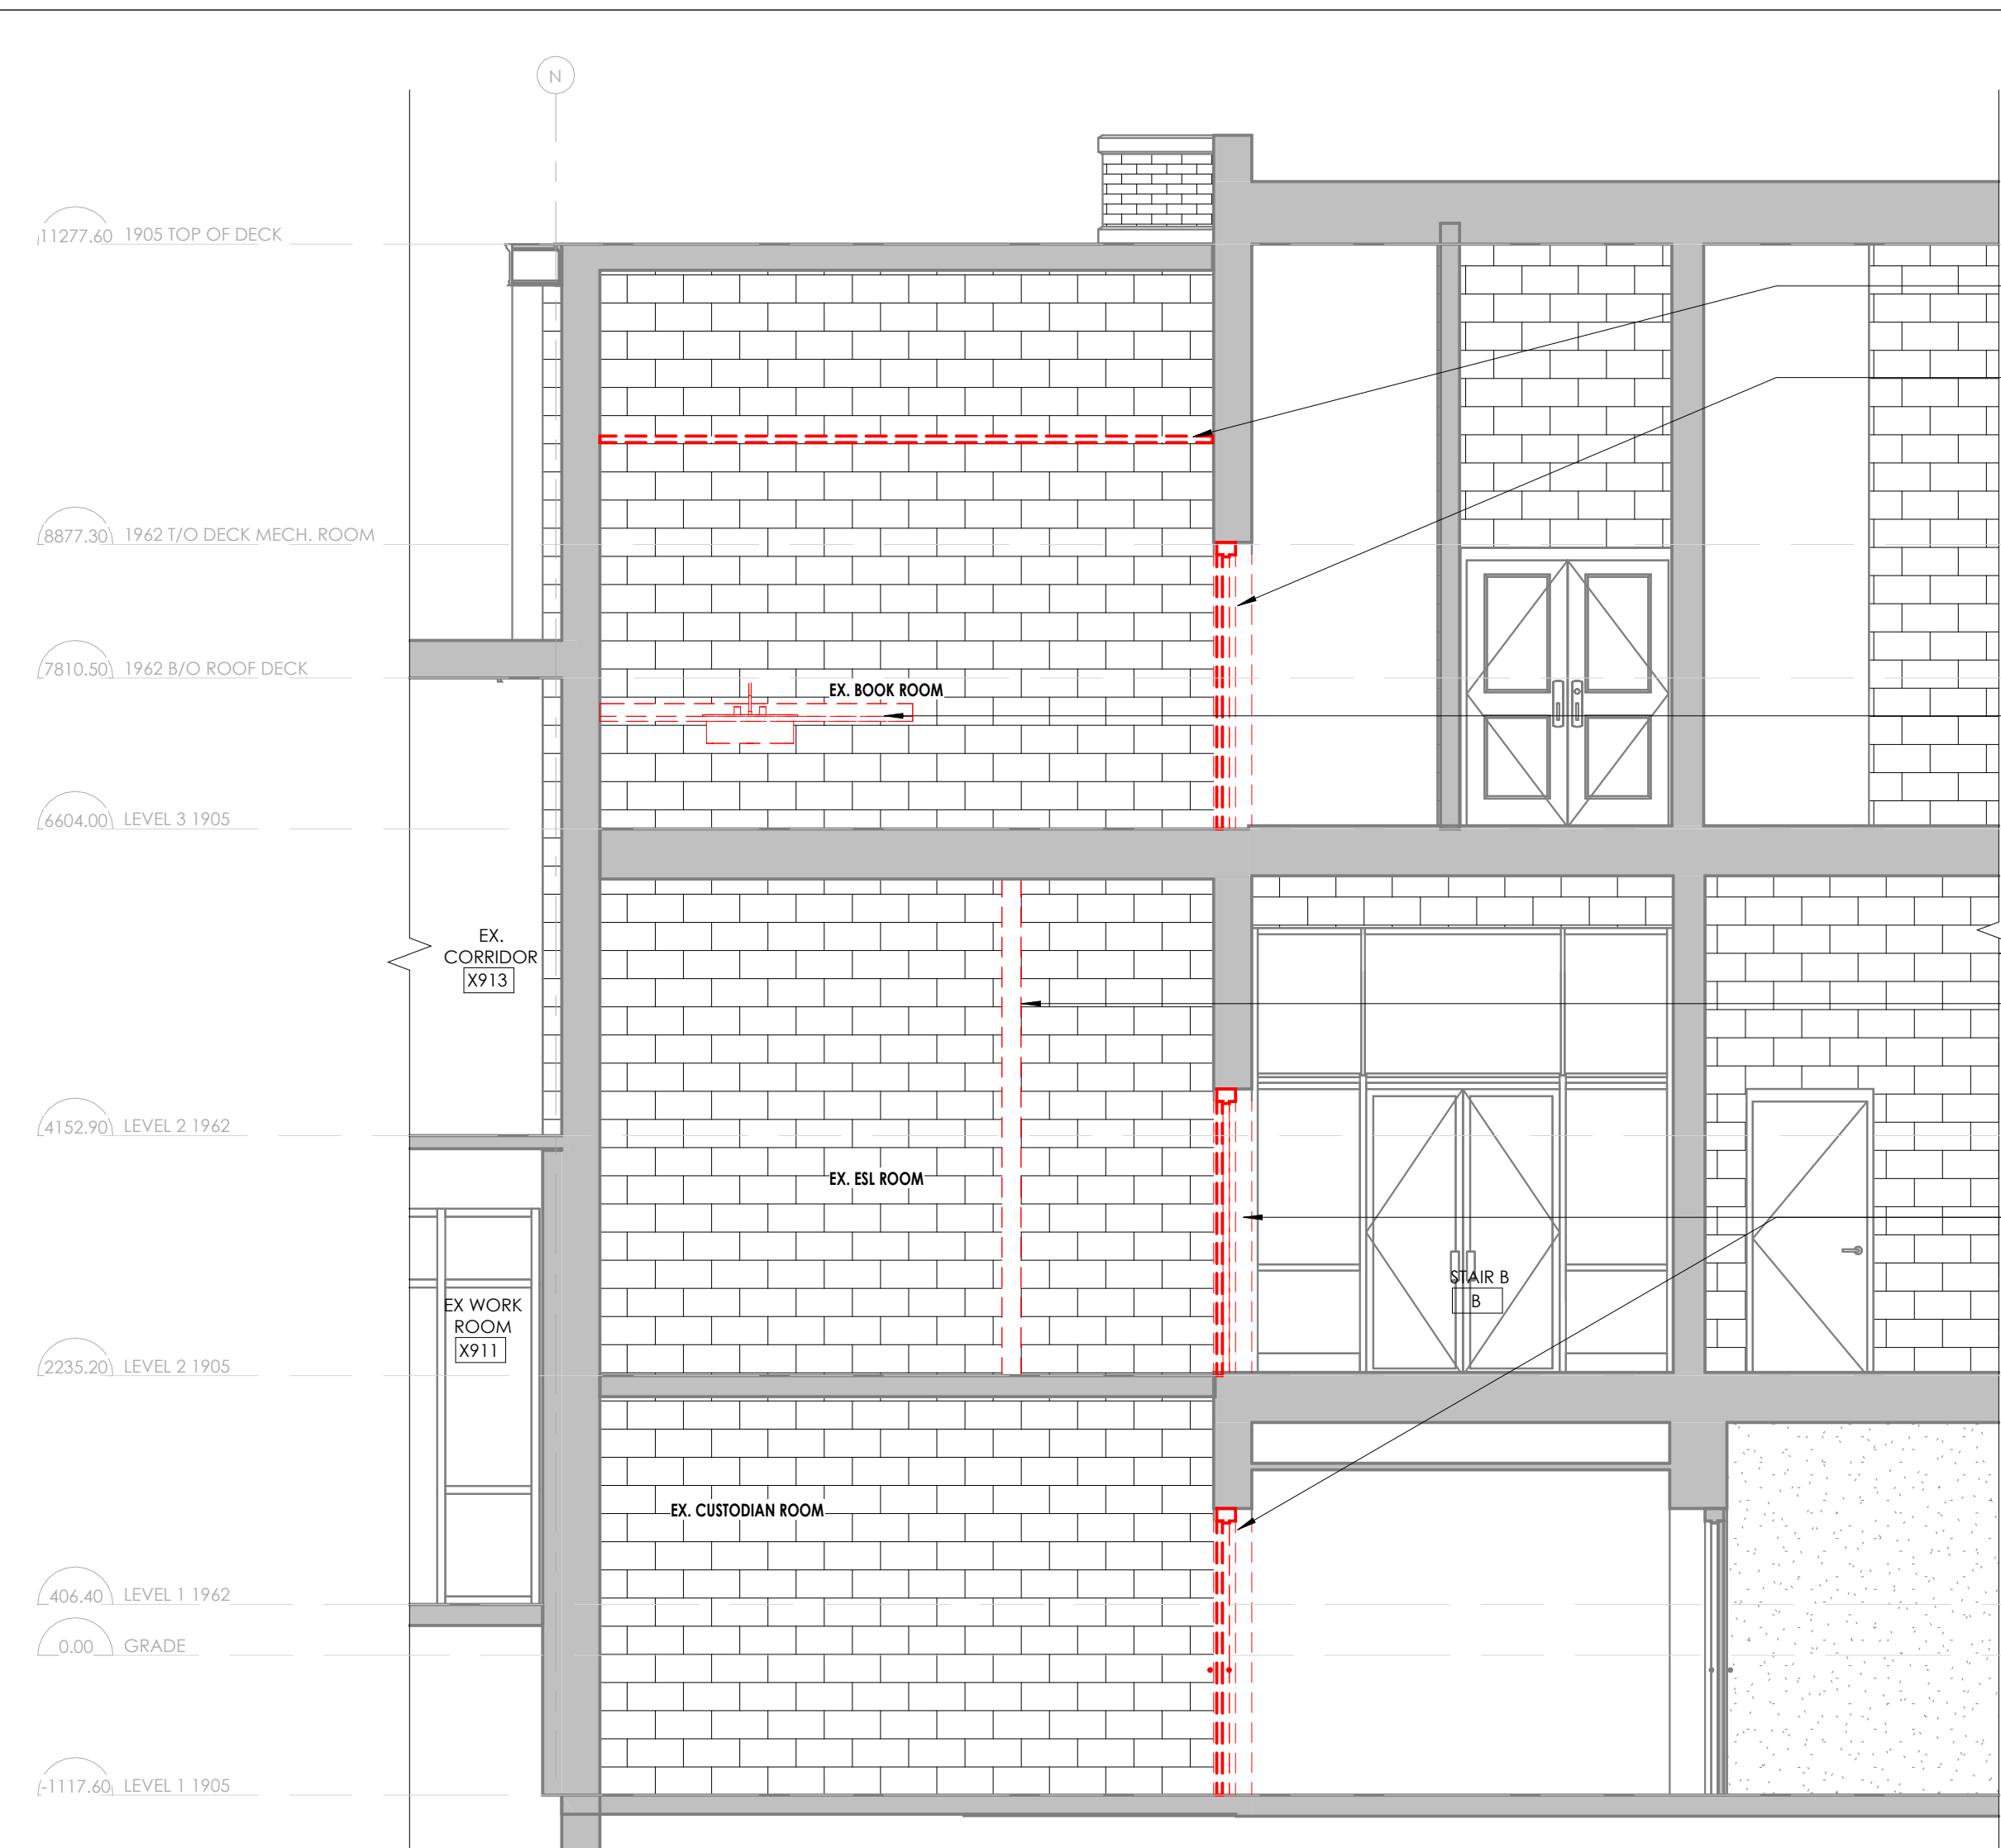 N
11277.60 1905 TOP OF DECK
8877.30 1962 T/O DECK MECH. ROOM
7810.50 1962 B/O ROOF DECK
EX. BOOK ROOM
6604.00 LEVEL 3 1905
EX.
CORRIDOR
X913
4152.90 LEVEL 2 1962
EX. ESL ROOM
STAIR B
B
EX WORK
ROOM
X911
2235.20 LEVEL 2 1905
EX. CUSTODIAN ROOM
406.40 LEVEL 1 1962
0.00 GRADE
-1117.60 LEVEL 1 1905